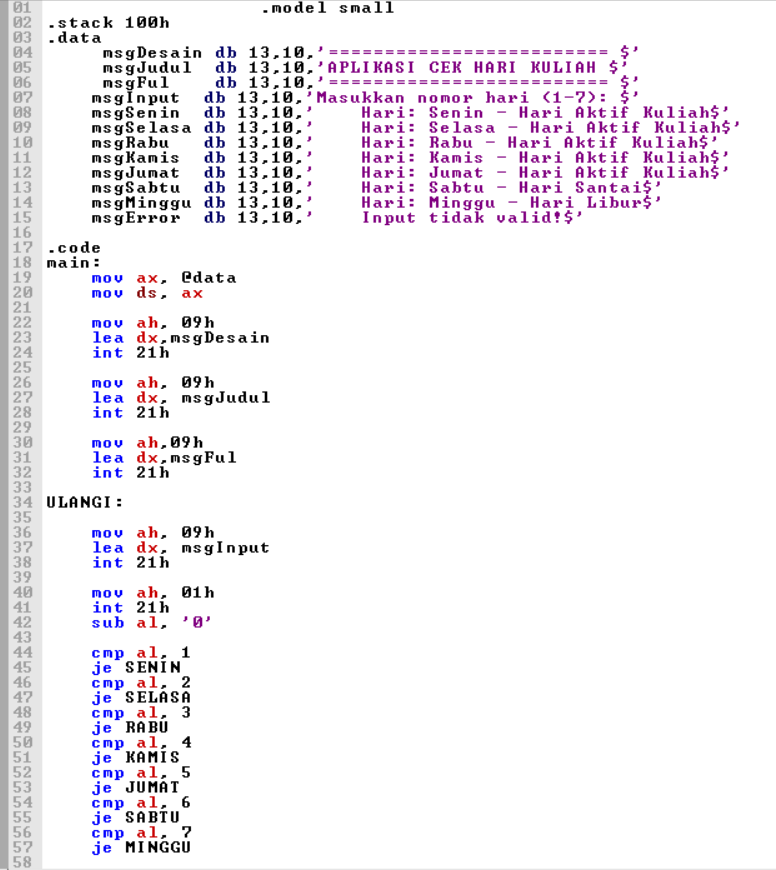 01                    .model small
02 .stack 100h
03 .data
04      msgDesain db 13,10,'========================= $'
05      msgJudul  db 13,10,'APLIKASI CEK HARI KULIAH $'
06      msgFul    db 13,10,'========================= $'
07     msgInput  db 13,10,'Masukkan nomor hari (1-7): $'
08     msgSenin  db 13,10,'    Hari: Senin - Hari Aktif Kuliah$'
09     msgSelasa db 13,10,'    Hari: Selasa - Hari Aktif Kuliah$'
10     msgRabu   db 13,10,'    Hari: Rabu - Hari Aktif Kuliah$'
11     msgKamis  db 13,10,'    Hari: Kamis - Hari Aktif Kuliah$'
12     msgJumat  db 13,10,'    Hari: Jumat - Hari Aktif Kuliah$'
13     msgSabtu  db 13,10,'    Hari: Sabtu - Hari Santai$'
14     msgMinggu db 13,10,'    Hari: Minggu - Hari Libur$'
15     msgError  db 13,10,'    Input tidak valid!$'
16
17 .code
18 main:
19     mov ax, @data
20     mov ds, ax
21
22     mov ah, 09h
23     lea dx,msgDesain
24     int 21h
25
26     mov ah, 09h
27     lea dx, msgJudul
28     int 21h
29
30     mov ah,09h
31     lea dx,msgFul
32     int 21h
33
34 ULANGI:
35
36     mov ah, 09h
37     lea dx, msgInput
38     int 21h
39
40     mov ah, 01h
41     int 21h
42     sub al, '0'
43
44     cmp al, 1
45     je SENIN
46     cmp al, 2
47     je SELASA
48     cmp al, 3
49     je RABU
50     cmp al, 4
51     je KAMIS
52     cmp al, 5
53     je JUMAT
54     cmp al, 6
55     je SABTU
56     cmp al, 7
57     je MINGGU
58